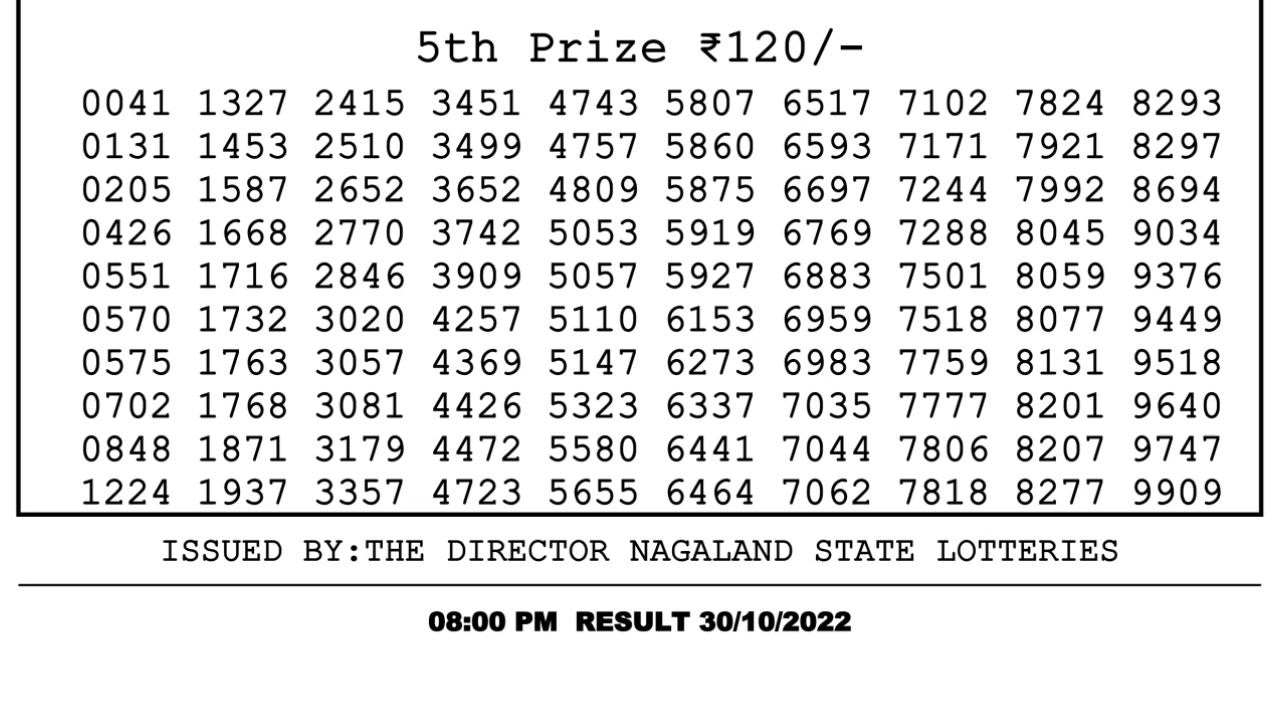 5th Prize ₹120/-
0041 1327 2415 3451 4743 5807 6517 7102 7824 8293
0131 1453 2510 3499 4757 5860 6593 7171 7921 8297
0205 1587 2652 3652 4809 5875 6697 7244 7992 8694
0426 1668 2770 3742 5053 5919 6769 7288 8045 9034
0551 1716 2846 3909 5057 5927 6883 7501 8059 9376
0570 1732 3020 4257 5110 6153 6959 7518 8077 9449
0575 1763 3057 4369 5147 6273 6983 7759 8131 9518
0702 1768 3081 4426 5323 6337 7035 7777 8201 9640
0848 1871 3179 4472 5580 6441 7044 7806 8207 9747
1224 1937 3357 4723 5655 6464 7062 7818 8277 9909
ISSUED BY:THE DIRECTOR NAGALAND STATE LOTTERIES
08:00 PM RESULT 30/10/2022